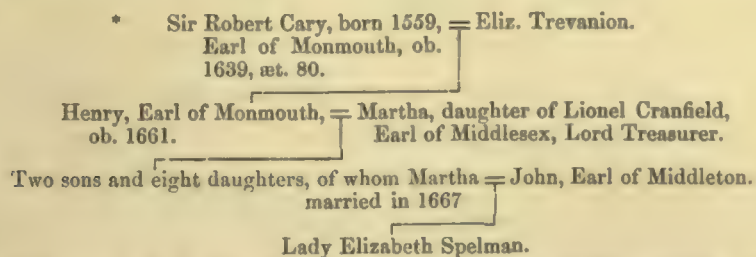 * Sir Robert Cary, born 1559, = Eliz. Trevanion.
Earl of Monmouth, ob.
1639, æt. 80.
Henry, Earl of Monmouth, = Martha, daughter of Lionel Cranfield,
ob. 1661. Earl of Middlesex, Lord Treasurer.
Two sons and eight daughters, of whom Martha = John, Earl of Middleton.
married in 1667
Lady Elizabeth Spelman.